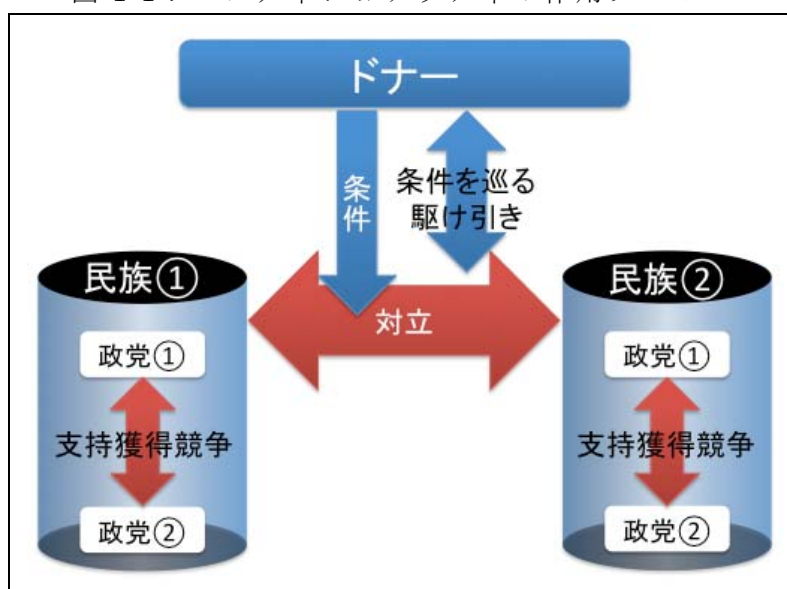 ドナー
条件
条件を巡る
駆け引き
民族①
対立
民族②
政党①
政党①
支持獲得競争
支持獲得競争
政党②
政党②